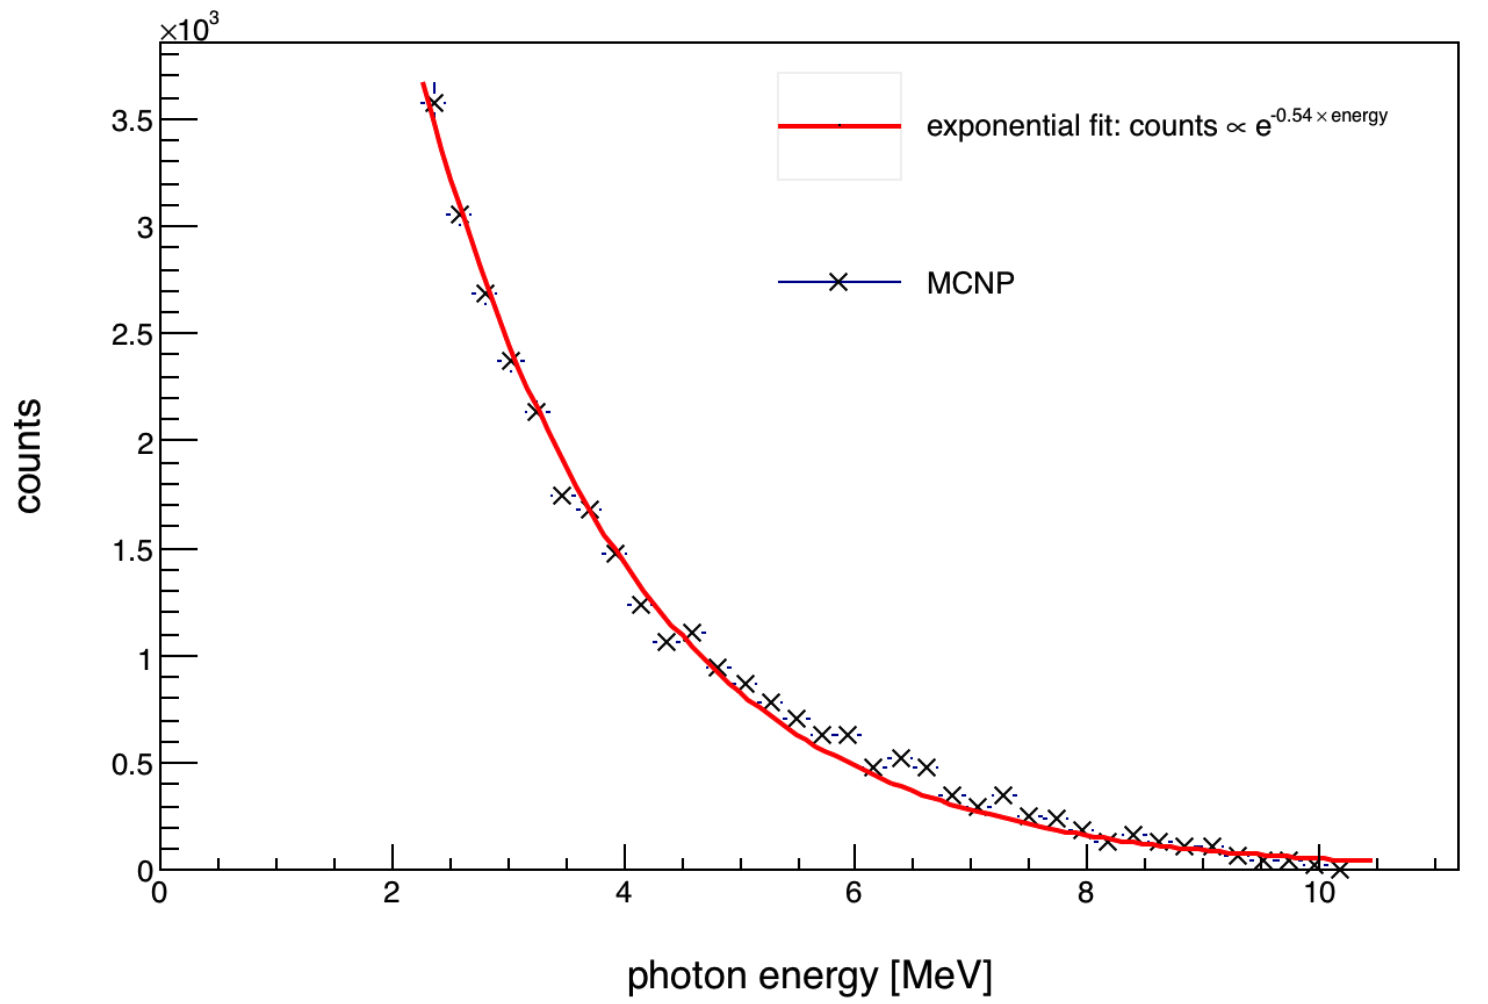 ×10³
3.5
3
2.5
2
1.5
1
0.5
0
counts
exponential fit: counts ∝ e^-0.54×energy
MCNP
0 2 4 6 8 10
photon energy [MeV]